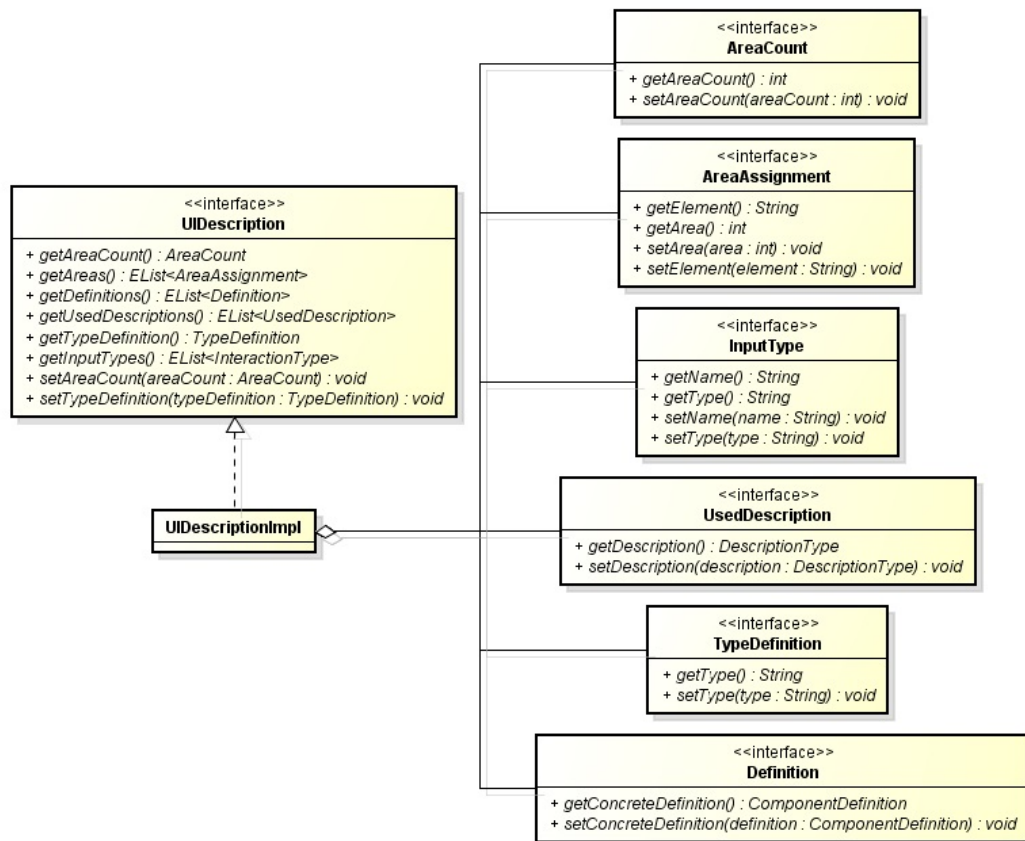 <<interface>>
AreaCount
+ getAreaCount() : int
+ setAreaCount(areaCount : int) : void
<<interface>>
AreaAssignment
+ getElement() : String
+ getArea() : int
+ setArea(area : int) : void
+ setElement(element : String) : void
<<interface>>
UIDescription
+ getAreaCount() : AreaCount
+ getAreas() : EList<AreaAssignment>
+ getDefinitions() : EList<Definition>
+ getUsedDescriptions() : EList<UsedDescription>
+ getTypeDefinition() : TypeDefinition
+ getInputTypes() : EList<InteractionType>
+ setAreaCount(areaCount : AreaCount) : void
+ setTypeDefinition(typeDefinition : TypeDefinition) : void
<<interface>>
InputType
+ getName() : String
+ getType() : String
+ setName(name : String) : void
+ setType(type : String) : void
UIDescriptionImpl
<<interface>>
UsedDescription
+ getDescription() : DescriptionType
+ setDescription(description : DescriptionType) : void
<<interface>>
TypeDefinition
+ getType() : String
+ setType(type : String) : void
<<interface>>
Definition
+ getConcreteDefinition() : ComponentDefinition
+ setConcreteDefinition(definition : ComponentDefinition) : void